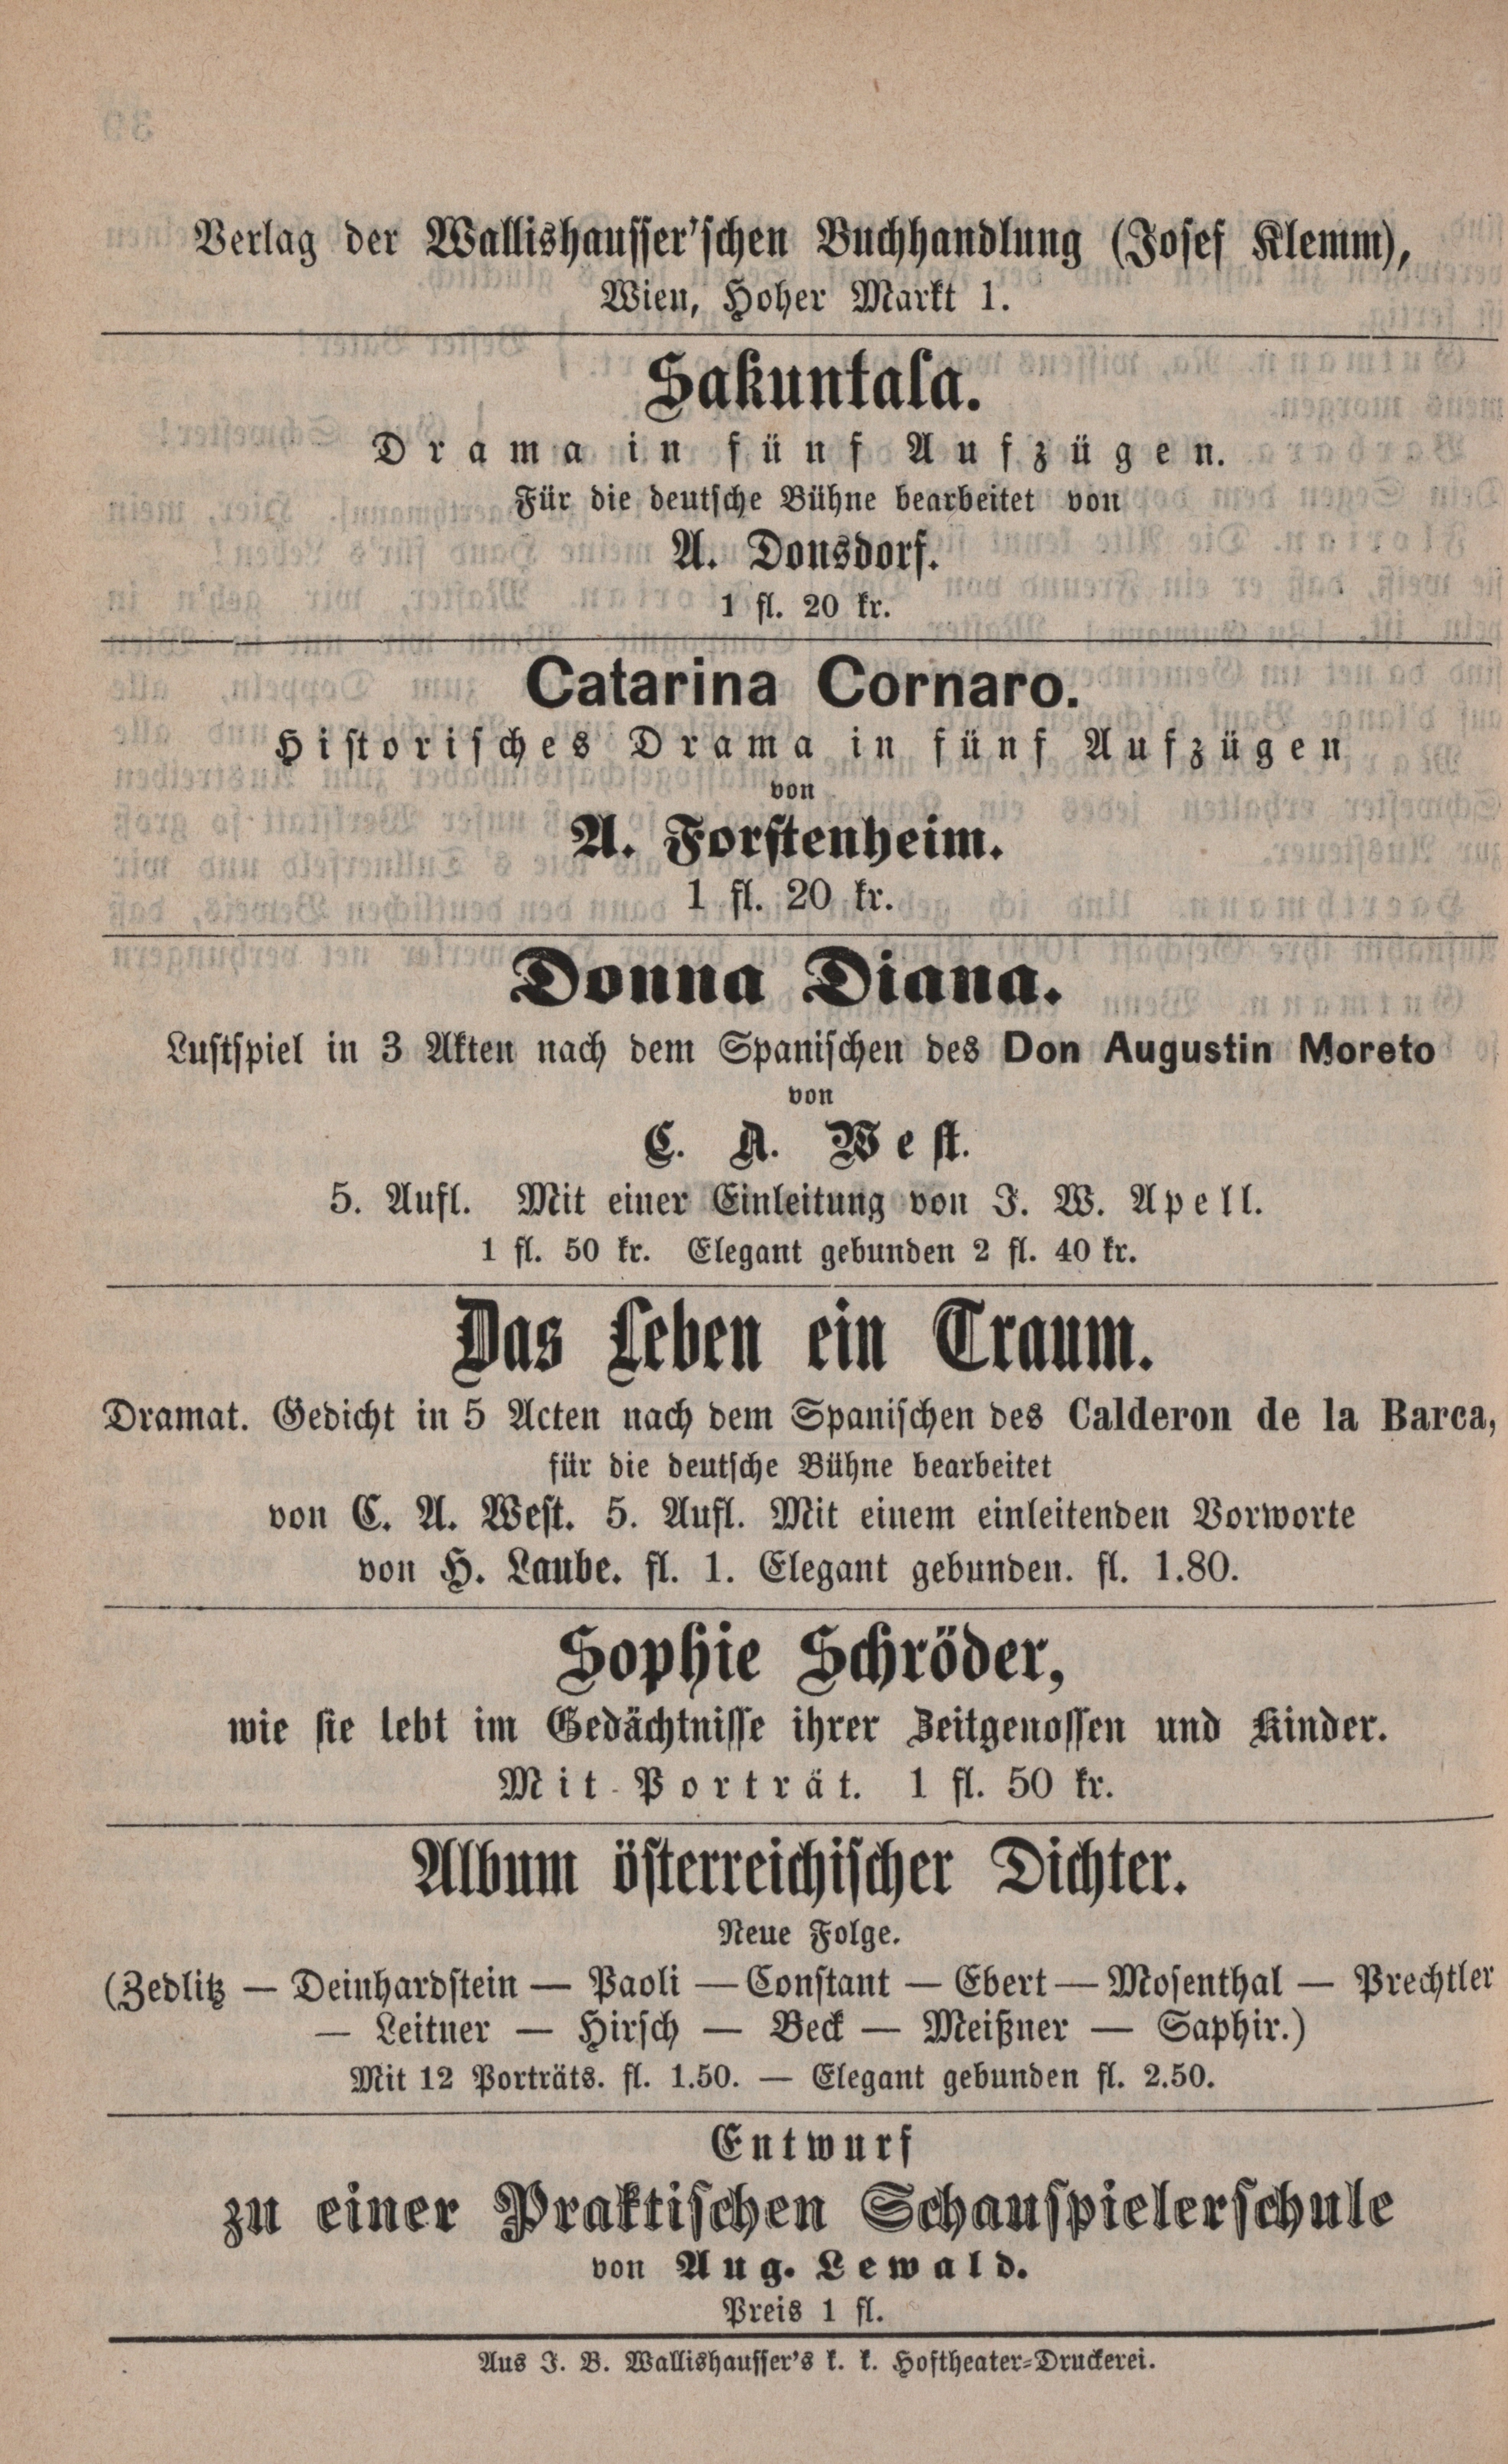 Verlag der Wallishausser'schen Buchhandlung (Josef Klemm),
Wien, Hoher Markt 1.
Sakuntala.
Drama in fünf Aufzügen.
Für die deutsche Bühne bearbeitet von
A. Donsdorf.
1 fl. 20 kr.
Catarina Cornaro.
Historisches Drama in fünf Aufzügen
von
A. Forstenheim.
1 fl. 20 kr.
Donna Diana.
Lustspiel in 3 Akten nach dem Spanischen des Don Augustin Moreto
von
C. A. West.
5. Aufl. Mit einer Einleitung von J. W. Apell.
1 fl. 50 kr. Elegant gebunden 2 fl. 40 kr.
Das Leben ein Traum.
Dramat. Gedicht in 5 Acten nach dem Spanischen des Calderon de la Barca,
für die deutsche Bühne bearbeitet
von C. A. West. 5. Aufl. Mit einem einleitenden Vorworte
von H. Laube. fl. 1. Elegant gebunden. fl. 1.80.
Sophie Schröder,
wie sie lebt im Gedächtnisse ihrer Zeitgenossen und Kinder.
Mit Porträt. 1 fl. 50 kr.
Album österreichischer Dichter.
Neue Folge.
(Zedlitz — Deinhardstein — Paoli — Constant — Ebert — Mosenthal — Prechtler
— Leitner — Hirsch — Beck — Meißner — Saphir.)
Mit 12 Porträts. fl. 1.50. — Elegant gebunden fl. 2.50.
Entwurf
zu einer Praktischen Schauspielerschule
von Aug. Lewald.
Preis 1 fl.
Aus J. B. Wallishausser's k. k. Hoftheater-Druckerei.